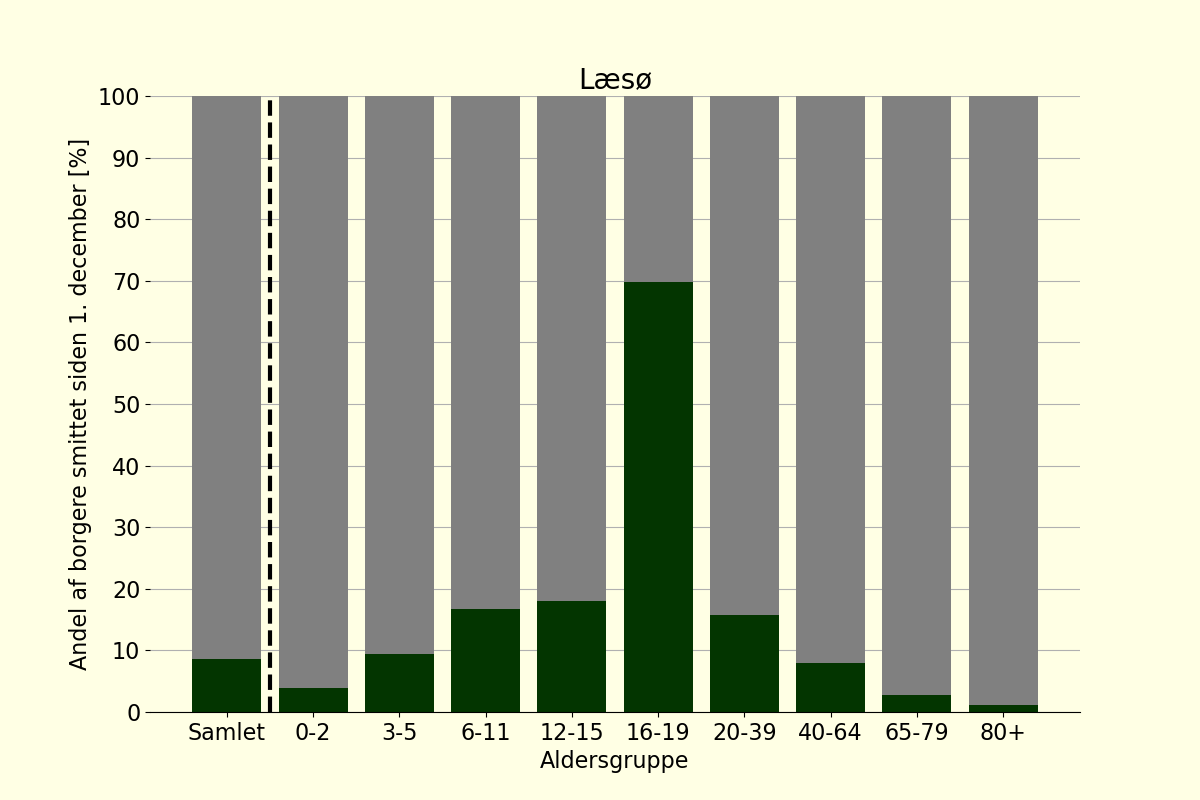 Læsø
Andel af borgere smittet siden 1. december [%]
100
90
80
70
60
50
40
30
20
10
0
Samlet 0-2 3-5 6-11 12-15 16-19 20-39 40-64 65-79 80+
Aldersgruppe